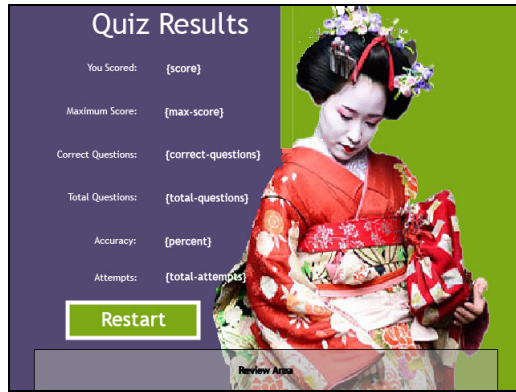 Quiz Results
You Scored: {score}
Maximum Score: {max-score}
Correct Questions: {correct-questions}
Total Questions: {total-questions}
Accuracy: {percent}
Attempts: {total-attempts}
Restart
Review Area